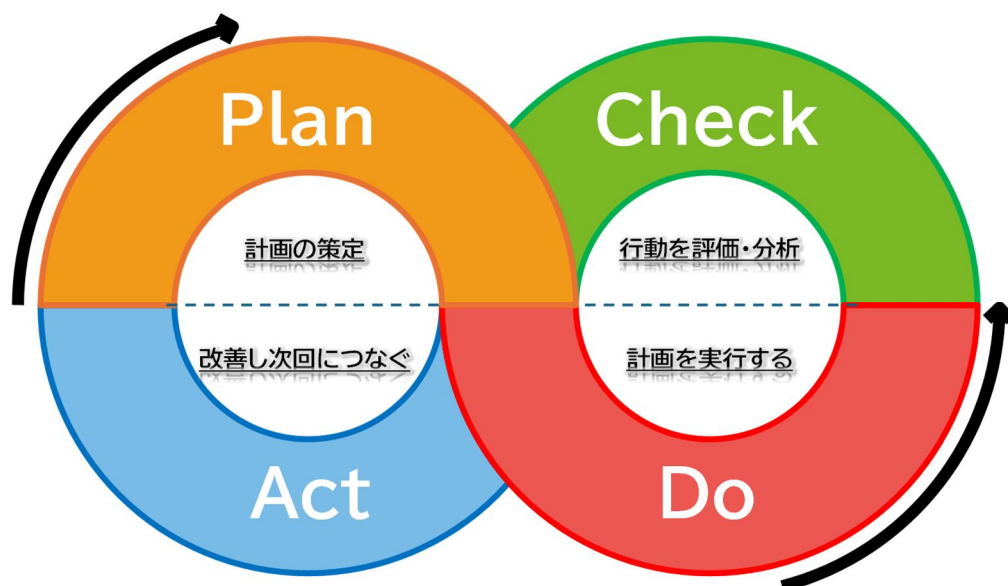 Plan
Check
計画の策定
行動を評価・分析
改善し次回につなぐ
計画を実行する
Act
Do